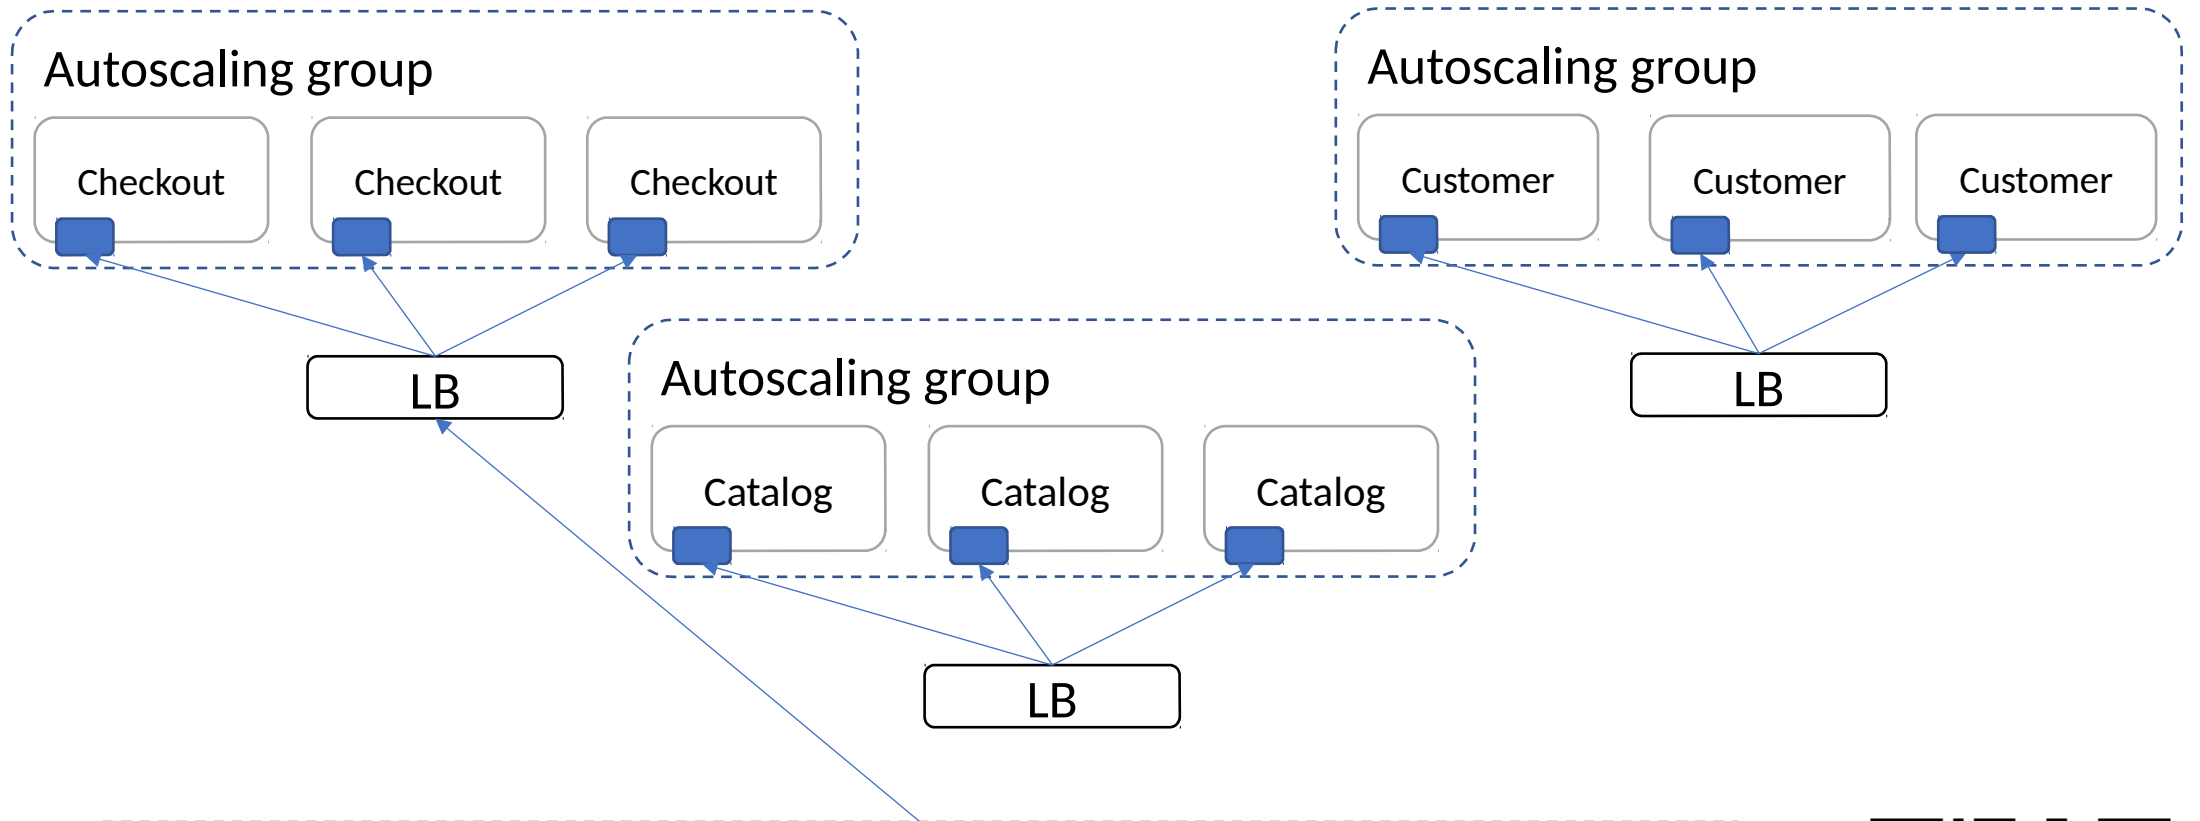 Autoscaling group
Checkout
Checkout
Checkout
LB
Autoscaling group
Customer
Customer
Customer
LB
Autoscaling group
Catalog
Catalog
Catalog
LB